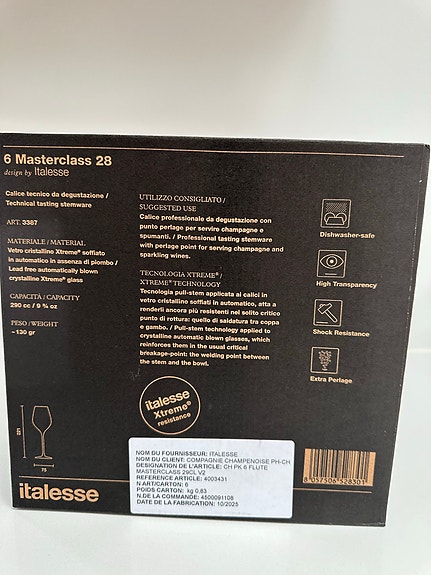 6 Masterclass 28
design by Italesse
Calice tecnico da degustazione /
Technical tasting stemware
ART. 3387
MATERIALE / MATERIAL
Vetro cristallino Xtreme® soffiato
in automatico in assenza di piombo /
Lead free automatically blown
crystalline Xtreme® glass
CAPACITÀ / CAPACITY
290 cc / 9 ¾ oz
PESO / WEIGHT
~ 130 gr
75
italesse
UTILIZZO CONSIGLIATO /
SUGGESTED USE
Calice professionale da degustazione con
punto perlage per servire champagne e
spumanti. / Professional tasting stemware
with perlage point for serving champagne and
sparkling wines.
TECNOLOGIA XTREME® /
XTREME® TECHNOLOGY
Tecnologia pull-stem applicata ai calici in
vetro cristallino soffiati in automatico, atta a
renderli ancora più resistenti nel solito critico
punto di rottura: quello di saldatura tra coppa
e gambo. / Pull-stem technology applied to
crystalline automatic blown glasses, which
reinforces them in the usual critical
breakage-point: the welding point between
the stem and the bowl.
italesse
Xtreme®
resistance
Dishwasher-safe
High Transparency
Shock Resistance
Extra Perlage
NOM DU FOURNISSEUR: ITALESSE
NOM DU CLIENT: COMPAGNIE CHAMPENOISE PH-CH
DESIGNATION DE L'ARTICLE: CH PK 6 FLUTE
MASTERCLASS 29CL V2
REFERENCE ARTICLE: 4003431
N ART/CARTON: 6
POIDS CARTON: kg 0,83
N.DE LA COMMANDE: 4500091108
DATE DE LA FABRICATION: 10/2025
8 057506 528301